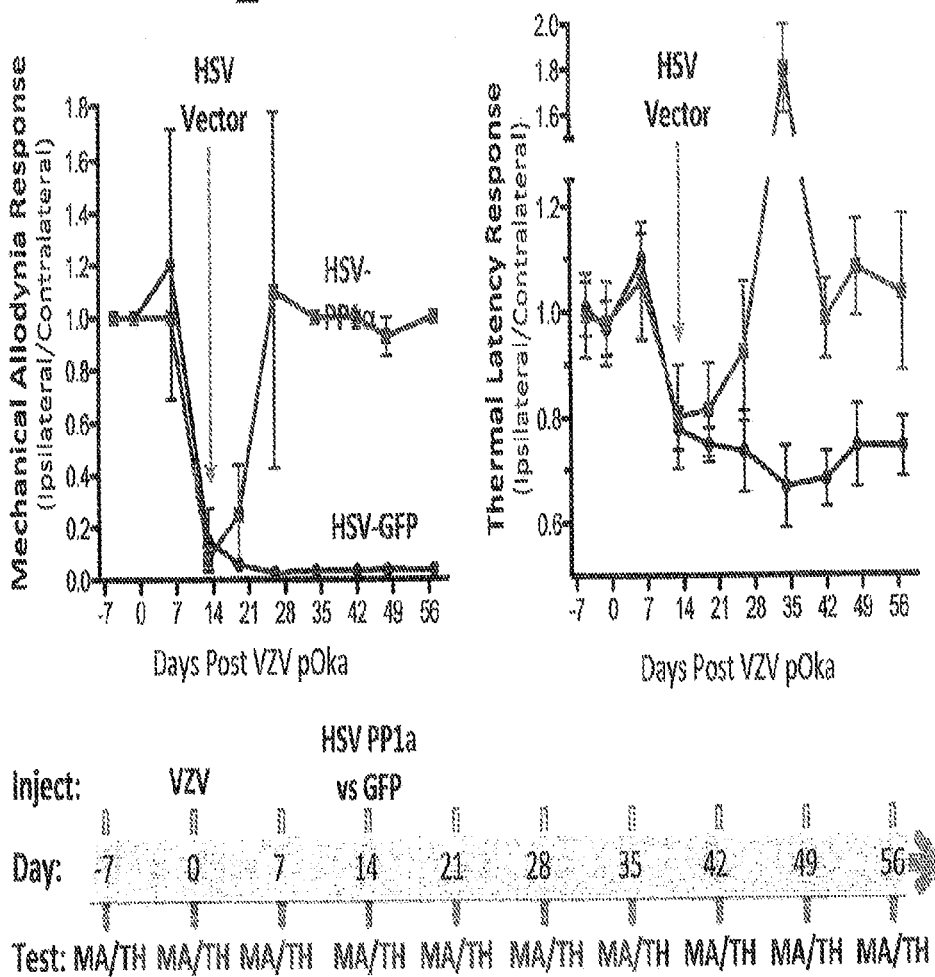 Mechanical Allodynia Response
(Ipsilateral/Contralateral)
HSV
Vector
1.8
1.6
1.4
1.2
1.0
0.8
0.6
0.4
0.2
0.0
HSV-
PP1α
HSV-GFP
-7 0 7 14 21 28 35 42 49 56
Days Post VZV pOka
Thermal Latency Response
(Ipsilateral/Contralateral)
HSV
Vector
2.0
1.8
1.6
1.2
1.0
0.8
0.6
-7 0 7 14 21 28 35 42 49 56
Days Post VZV pOka
HSV PP1a
Inject: VZV vs GFP
Day: -7 0 7 14 21 28 35 42 49 56
Test: MA/TH MA/TH MA/TH MA/TH MA/TH MA/TH MA/TH MA/TH MA/TH MA/TH